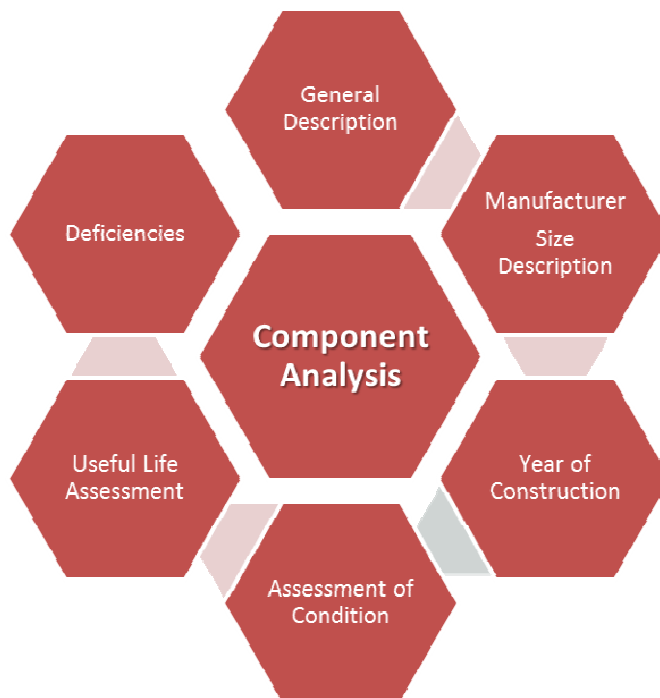 General
Description
Manufacturer
Size
Description
Year of
Construction
Assessment of
Condition
Useful Life
Assessment
Deficiencies
Component
Analysis